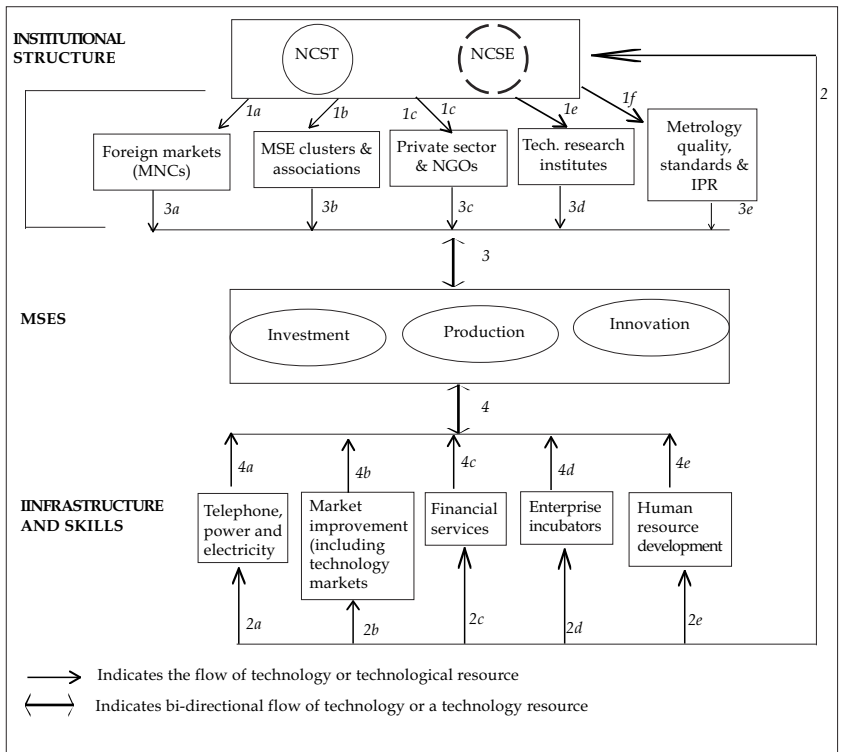 INSTITUTIONAL
STRUCTURE
NCST
NCSE
2
1a
1b
1c
1c
1e
1f
Foreign markets
(MNCs)
MSE clusters &
associations
Private sector
& NGOs
Tech. research
institutes
Metrology
quality,
standards &
IPR
3a
3b
3c
3d
3e
3
MSES
Investment
Production
Innovation
4
4a
4b
4c
4d
4e
IINFRASTRUCTURE
AND SKILLS
Telephone,
power and
electricity
Market
improvement
(including
technology
markets
Financial
services
Enterprise
incubators
Human
resource
development
2a
2b
2c
2d
2e
Indicates the flow of technology or technological resource
Indicates bi-directional flow of technology or a technology resource